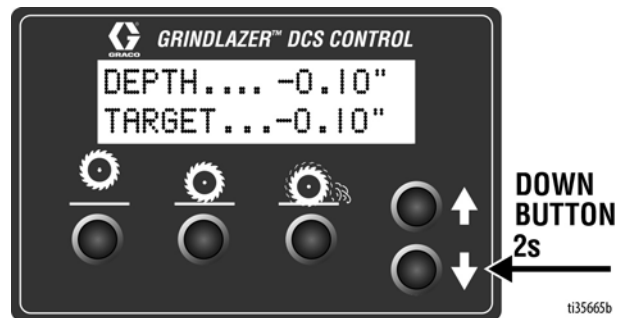 GRACO
GRINDLAZER™ DCS CONTROL
DEPTH.... -0.10"
TARGET...-0.10"
DOWN
BUTTON
2s
ti35665b